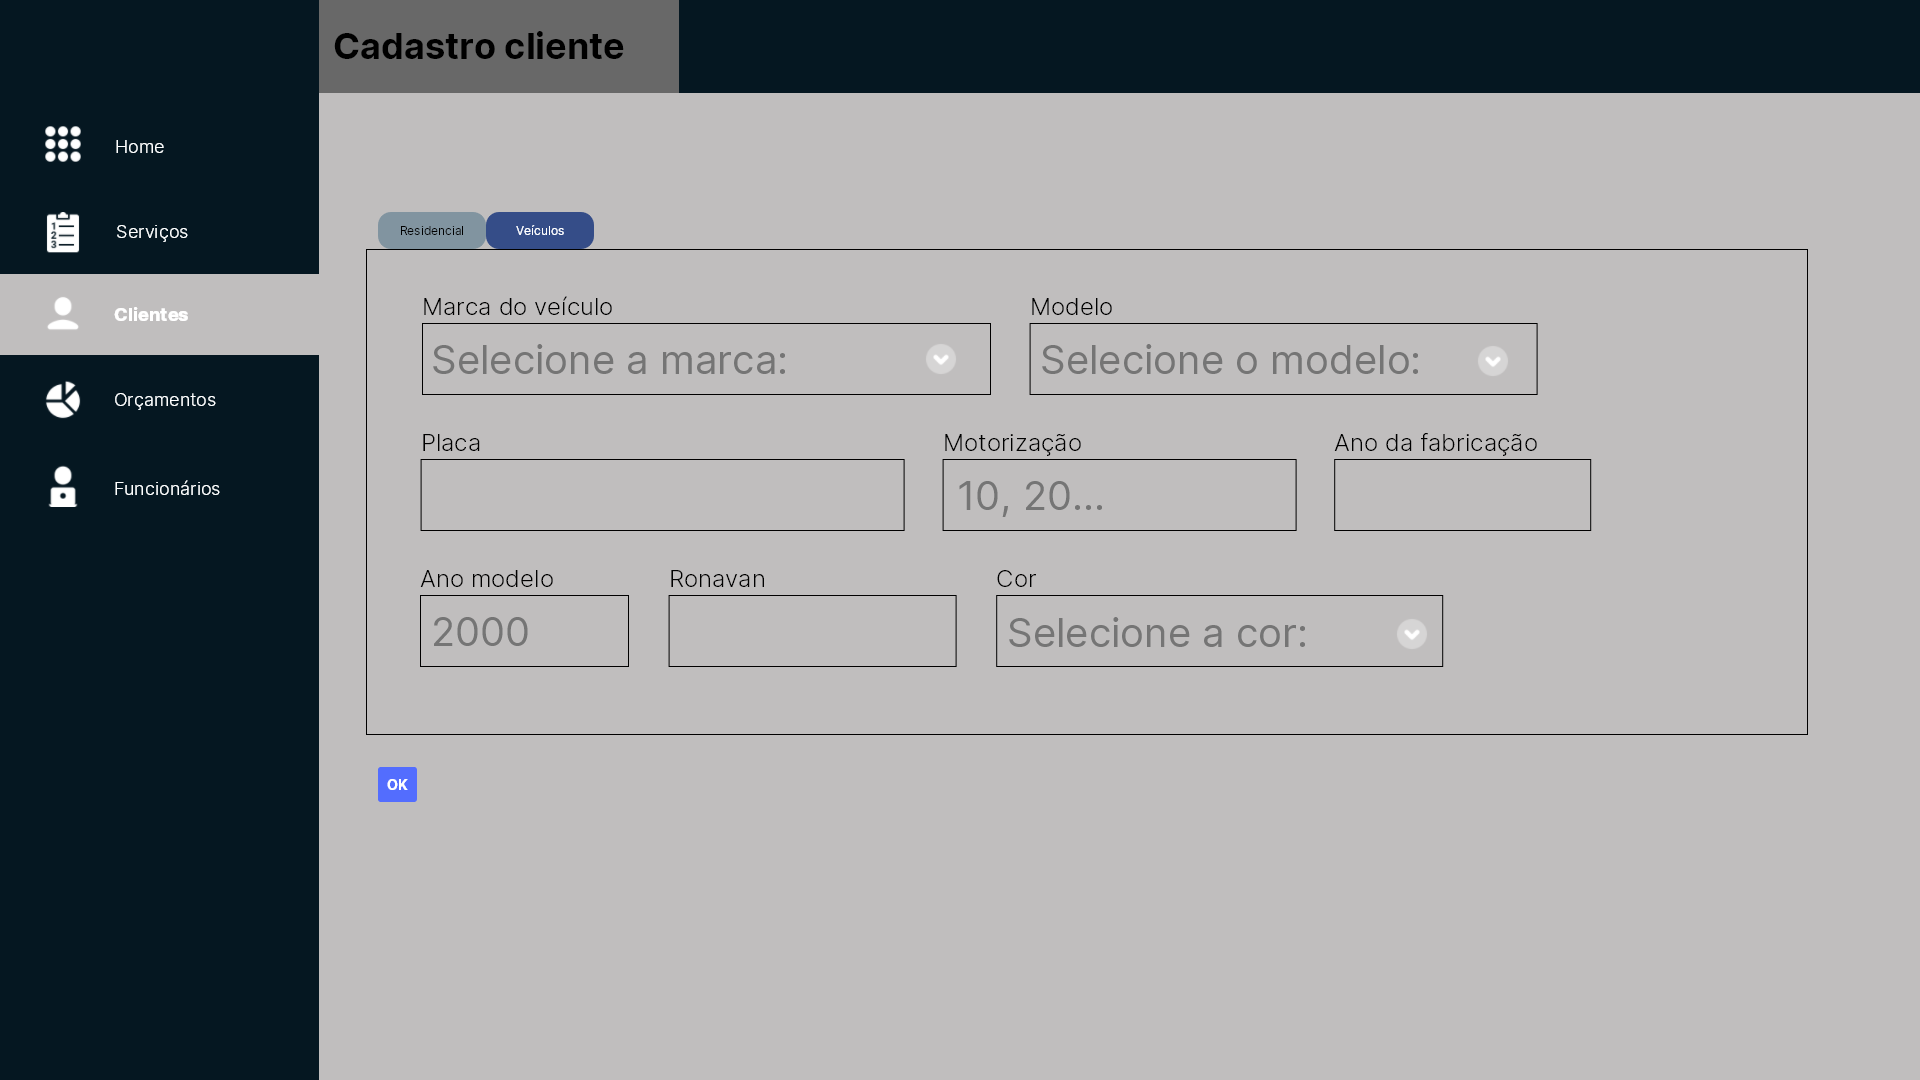 Cadastro cliente
Home
Serviços
Clientes
Orçamentos
Funcionários
Residencial
Veículos
Marca do veículo
Modelo
Selecione a marca:
Selecione o modelo:
Placa
Motorização
Ano da fabricação
10, 20...
Ano modelo
Ronavan
Cor
2000
Selecione a cor:
OK